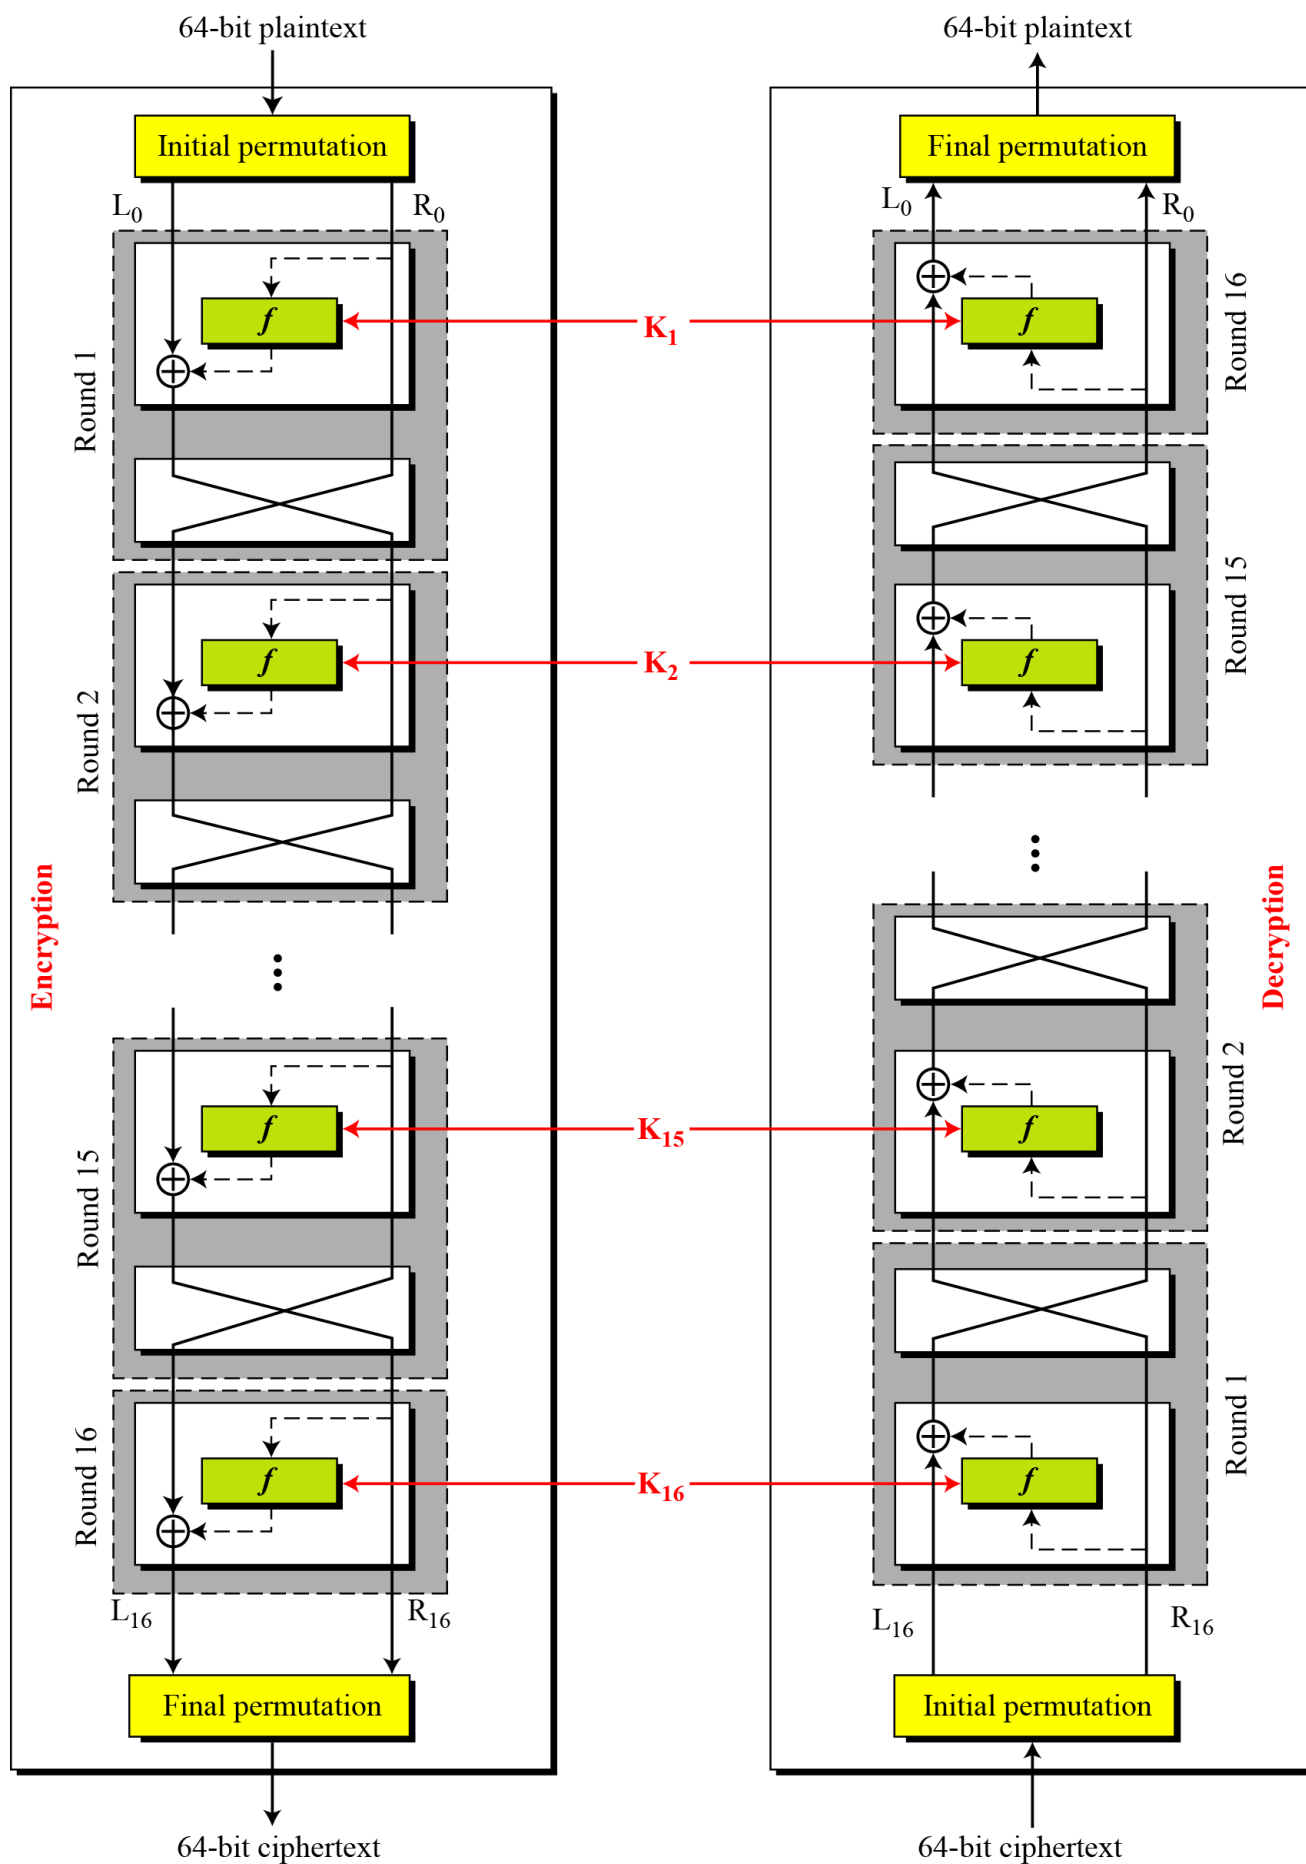 64-bit plaintext
Initial permutation
L0
R0
Round 1
f
Round 2
f
Encryption
Round 15
f
Round 16
f
L16
R16
Final permutation
64-bit ciphertext
K1
K2
K15
K16
64-bit plaintext
Final permutation
L0
R0
Round 16
f
Round 15
f
Decryption
Round 2
f
Round 1
f
L16
R16
Initial permutation
64-bit ciphertext